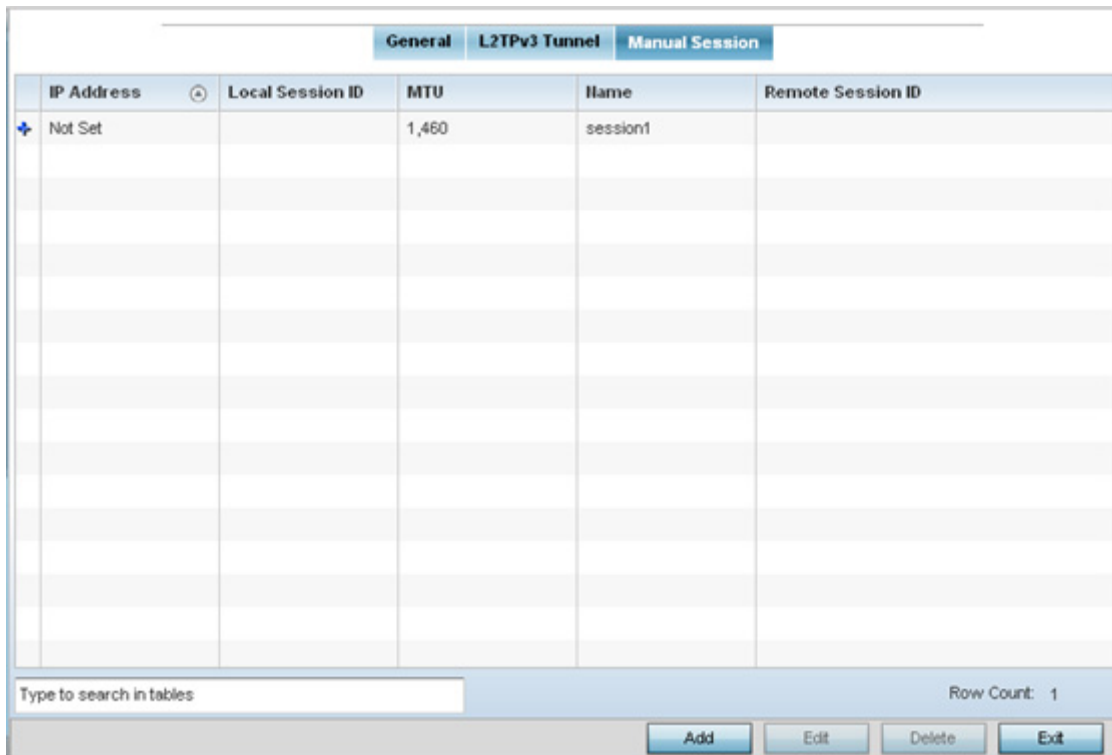 General L2TPv3 Tunnel Manual Session
IP Address Local Session ID MTU Name Remote Session ID
Not Set 1,460 session1
Type to search in tables Row Count: 1
Add Edit Delete Exit